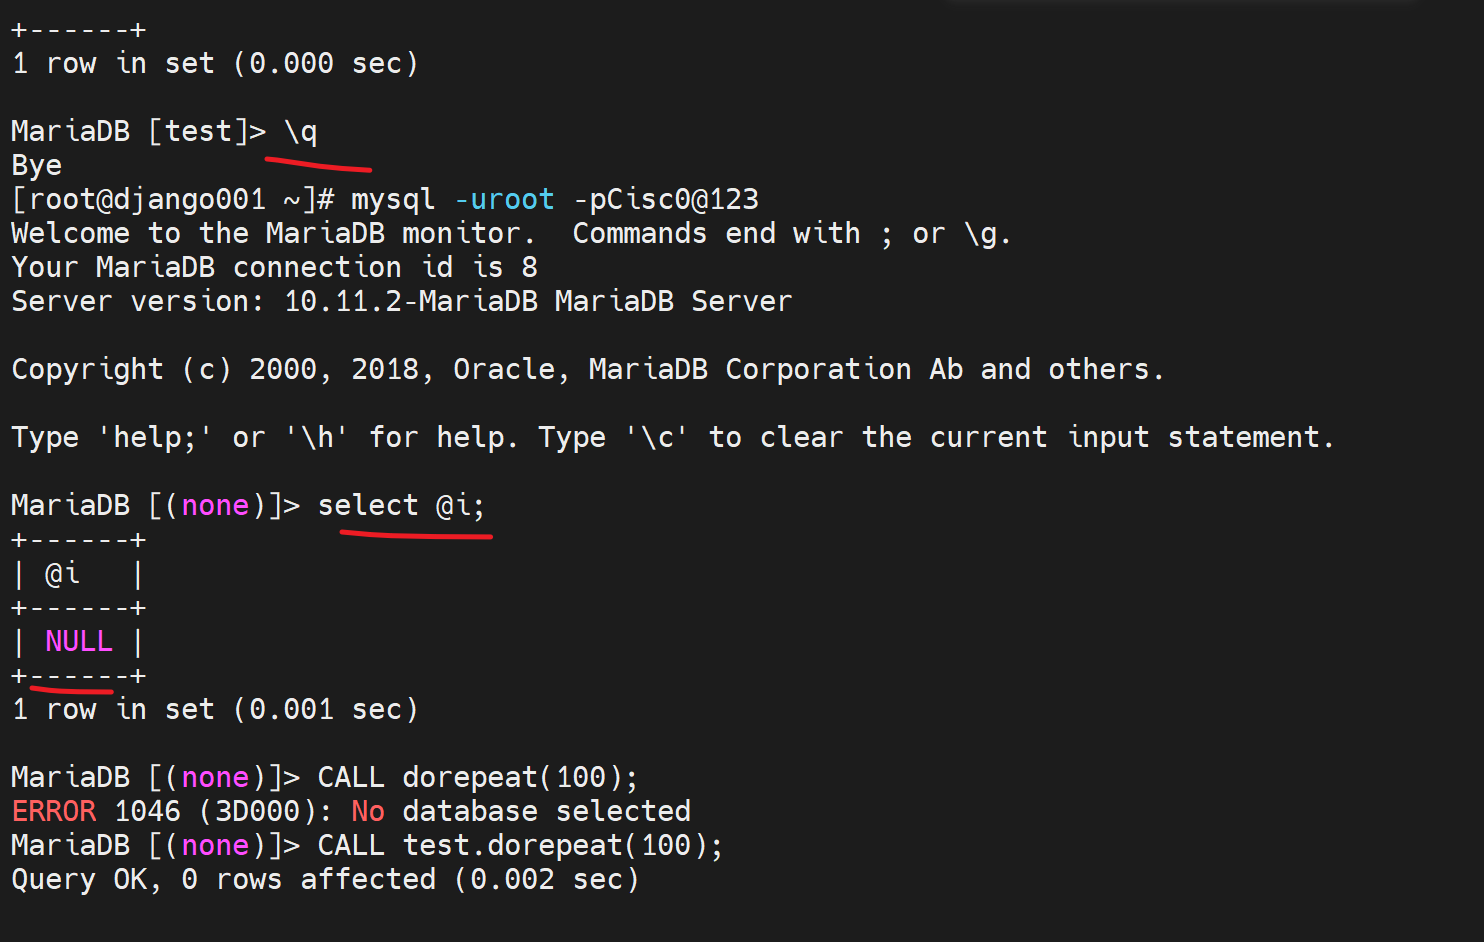 +------+
1 row in set (0.000 sec)
MariaDB [test]> \q
Bye
[root@django001 ~]# mysql -uroot -pCisc0@123
Welcome to the MariaDB monitor.  Commands end with ; or \g.
Your MariaDB connection id is 8
Server version: 10.11.2-MariaDB MariaDB Server
Copyright (c) 2000, 2018, Oracle, MariaDB Corporation Ab and others.
Type 'help;' or '\h' for help. Type '\c' to clear the current input statement.
MariaDB [(none)]> select @i;
+------+
| @i   |
+------+
| NULL |
+------+
1 row in set (0.001 sec)
MariaDB [(none)]> CALL dorepeat(100);
ERROR 1046 (3D000): No database selected
MariaDB [(none)]> CALL test.dorepeat(100);
Query OK, 0 rows affected (0.002 sec)